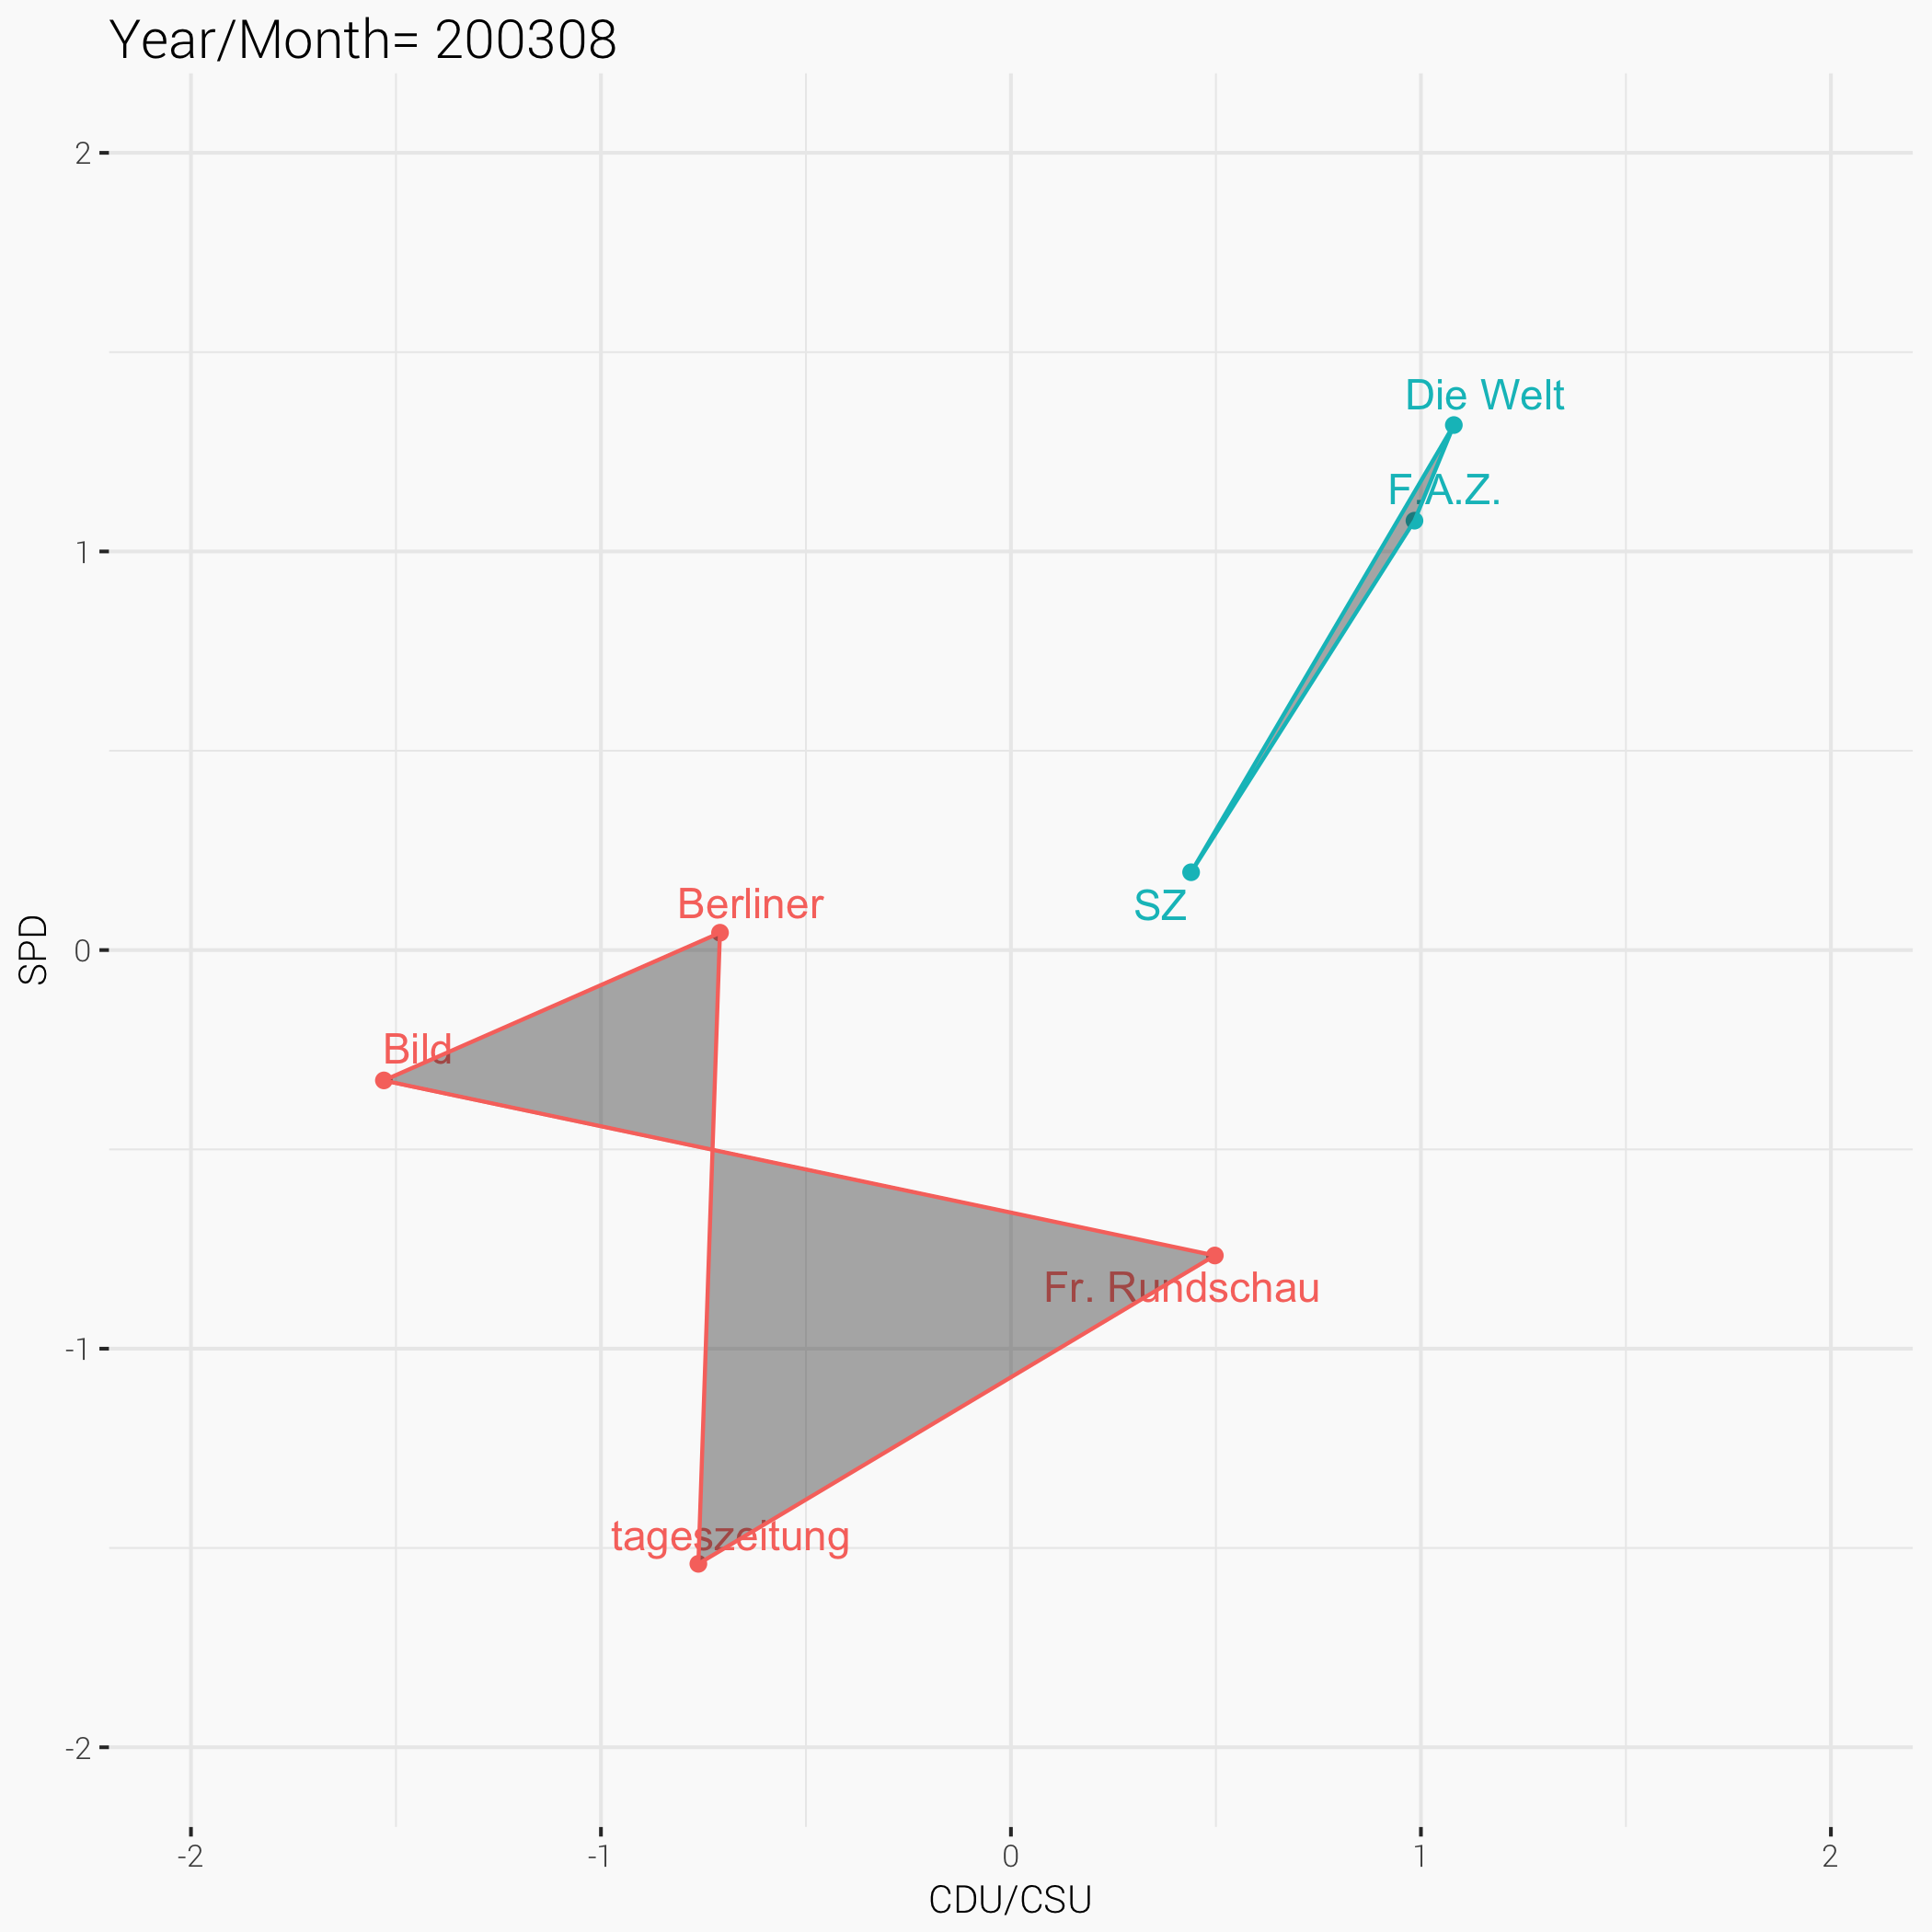 Year/Month= 200308
2
1
0
-1
-2
SPD
Die Welt
F.A.Z.
SZ
Berliner
Bild
Fr. Rundschau
tageszeitung
-2
-1
0
1
2
CDU/CSU